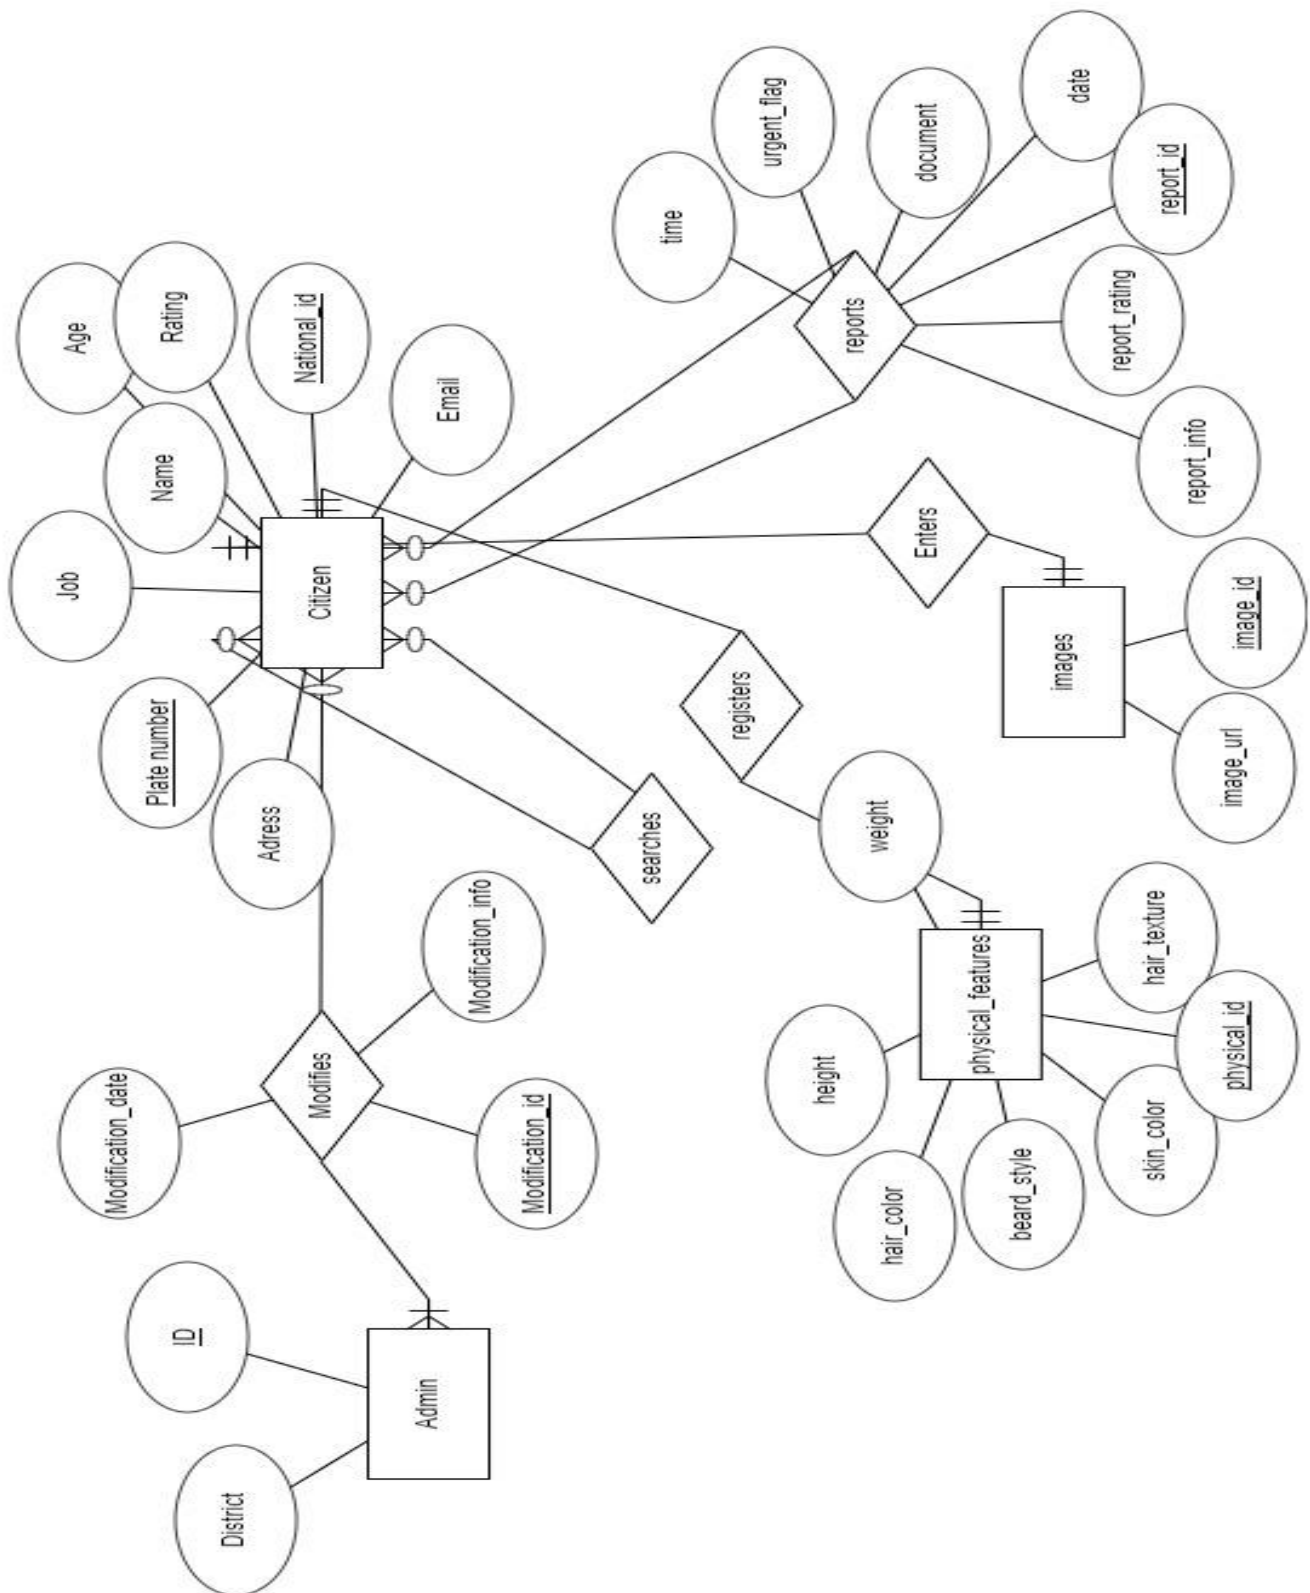 Job
Age
Modification_date
Plate number
Name
Rating
ID
District
Adress
National_id
Modifies
Citizen
Admin
Email
Modification_info
Modification_id
searches
time
registers
urgent_flag
height
reports
weight
hair_color
Enters
document
physical_features
beard_style
images
date
report_rating
skin_color
hair_texture
report_id
report_info
image_url
physical_id
image_id